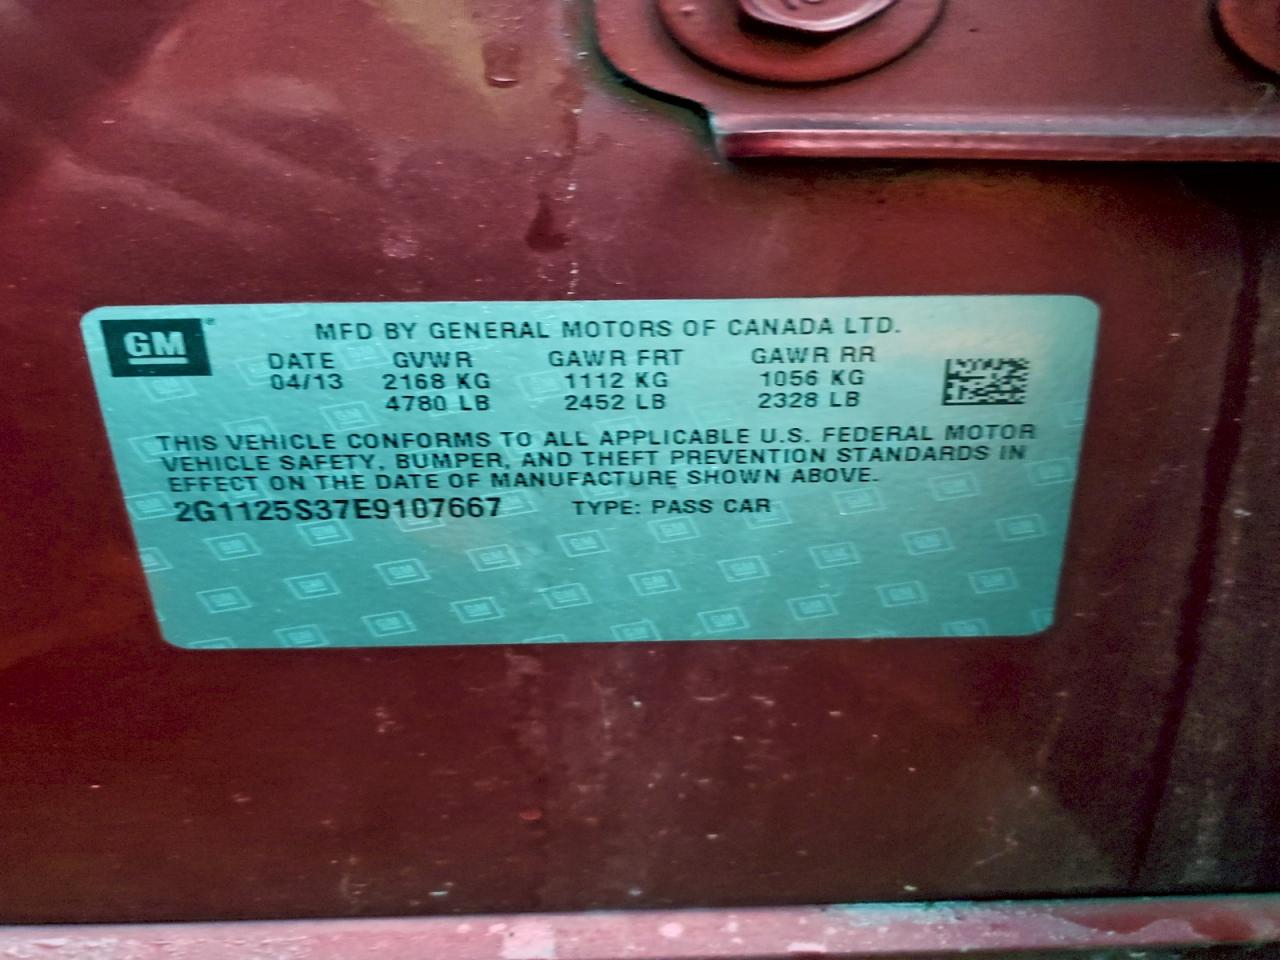 GM®
MFD BY GENERAL MOTORS OF CANADA LTD.
DATE GVWR GAWR FRT GAWR RR
04/13 2168 KG 1112 KG 1056 KG
4780 LB 2452 LB 2328 LB
THIS VEHICLE CONFORMS TO ALL APPLICABLE U.S. FEDERAL MOTOR
VEHICLE SAFETY, BUMPER, AND THEFT PREVENTION STANDARDS IN
EFFECT ON THE DATE OF MANUFACTURE SHOWN ABOVE.
2G1125S37E9107667 TYPE: PASS CAR